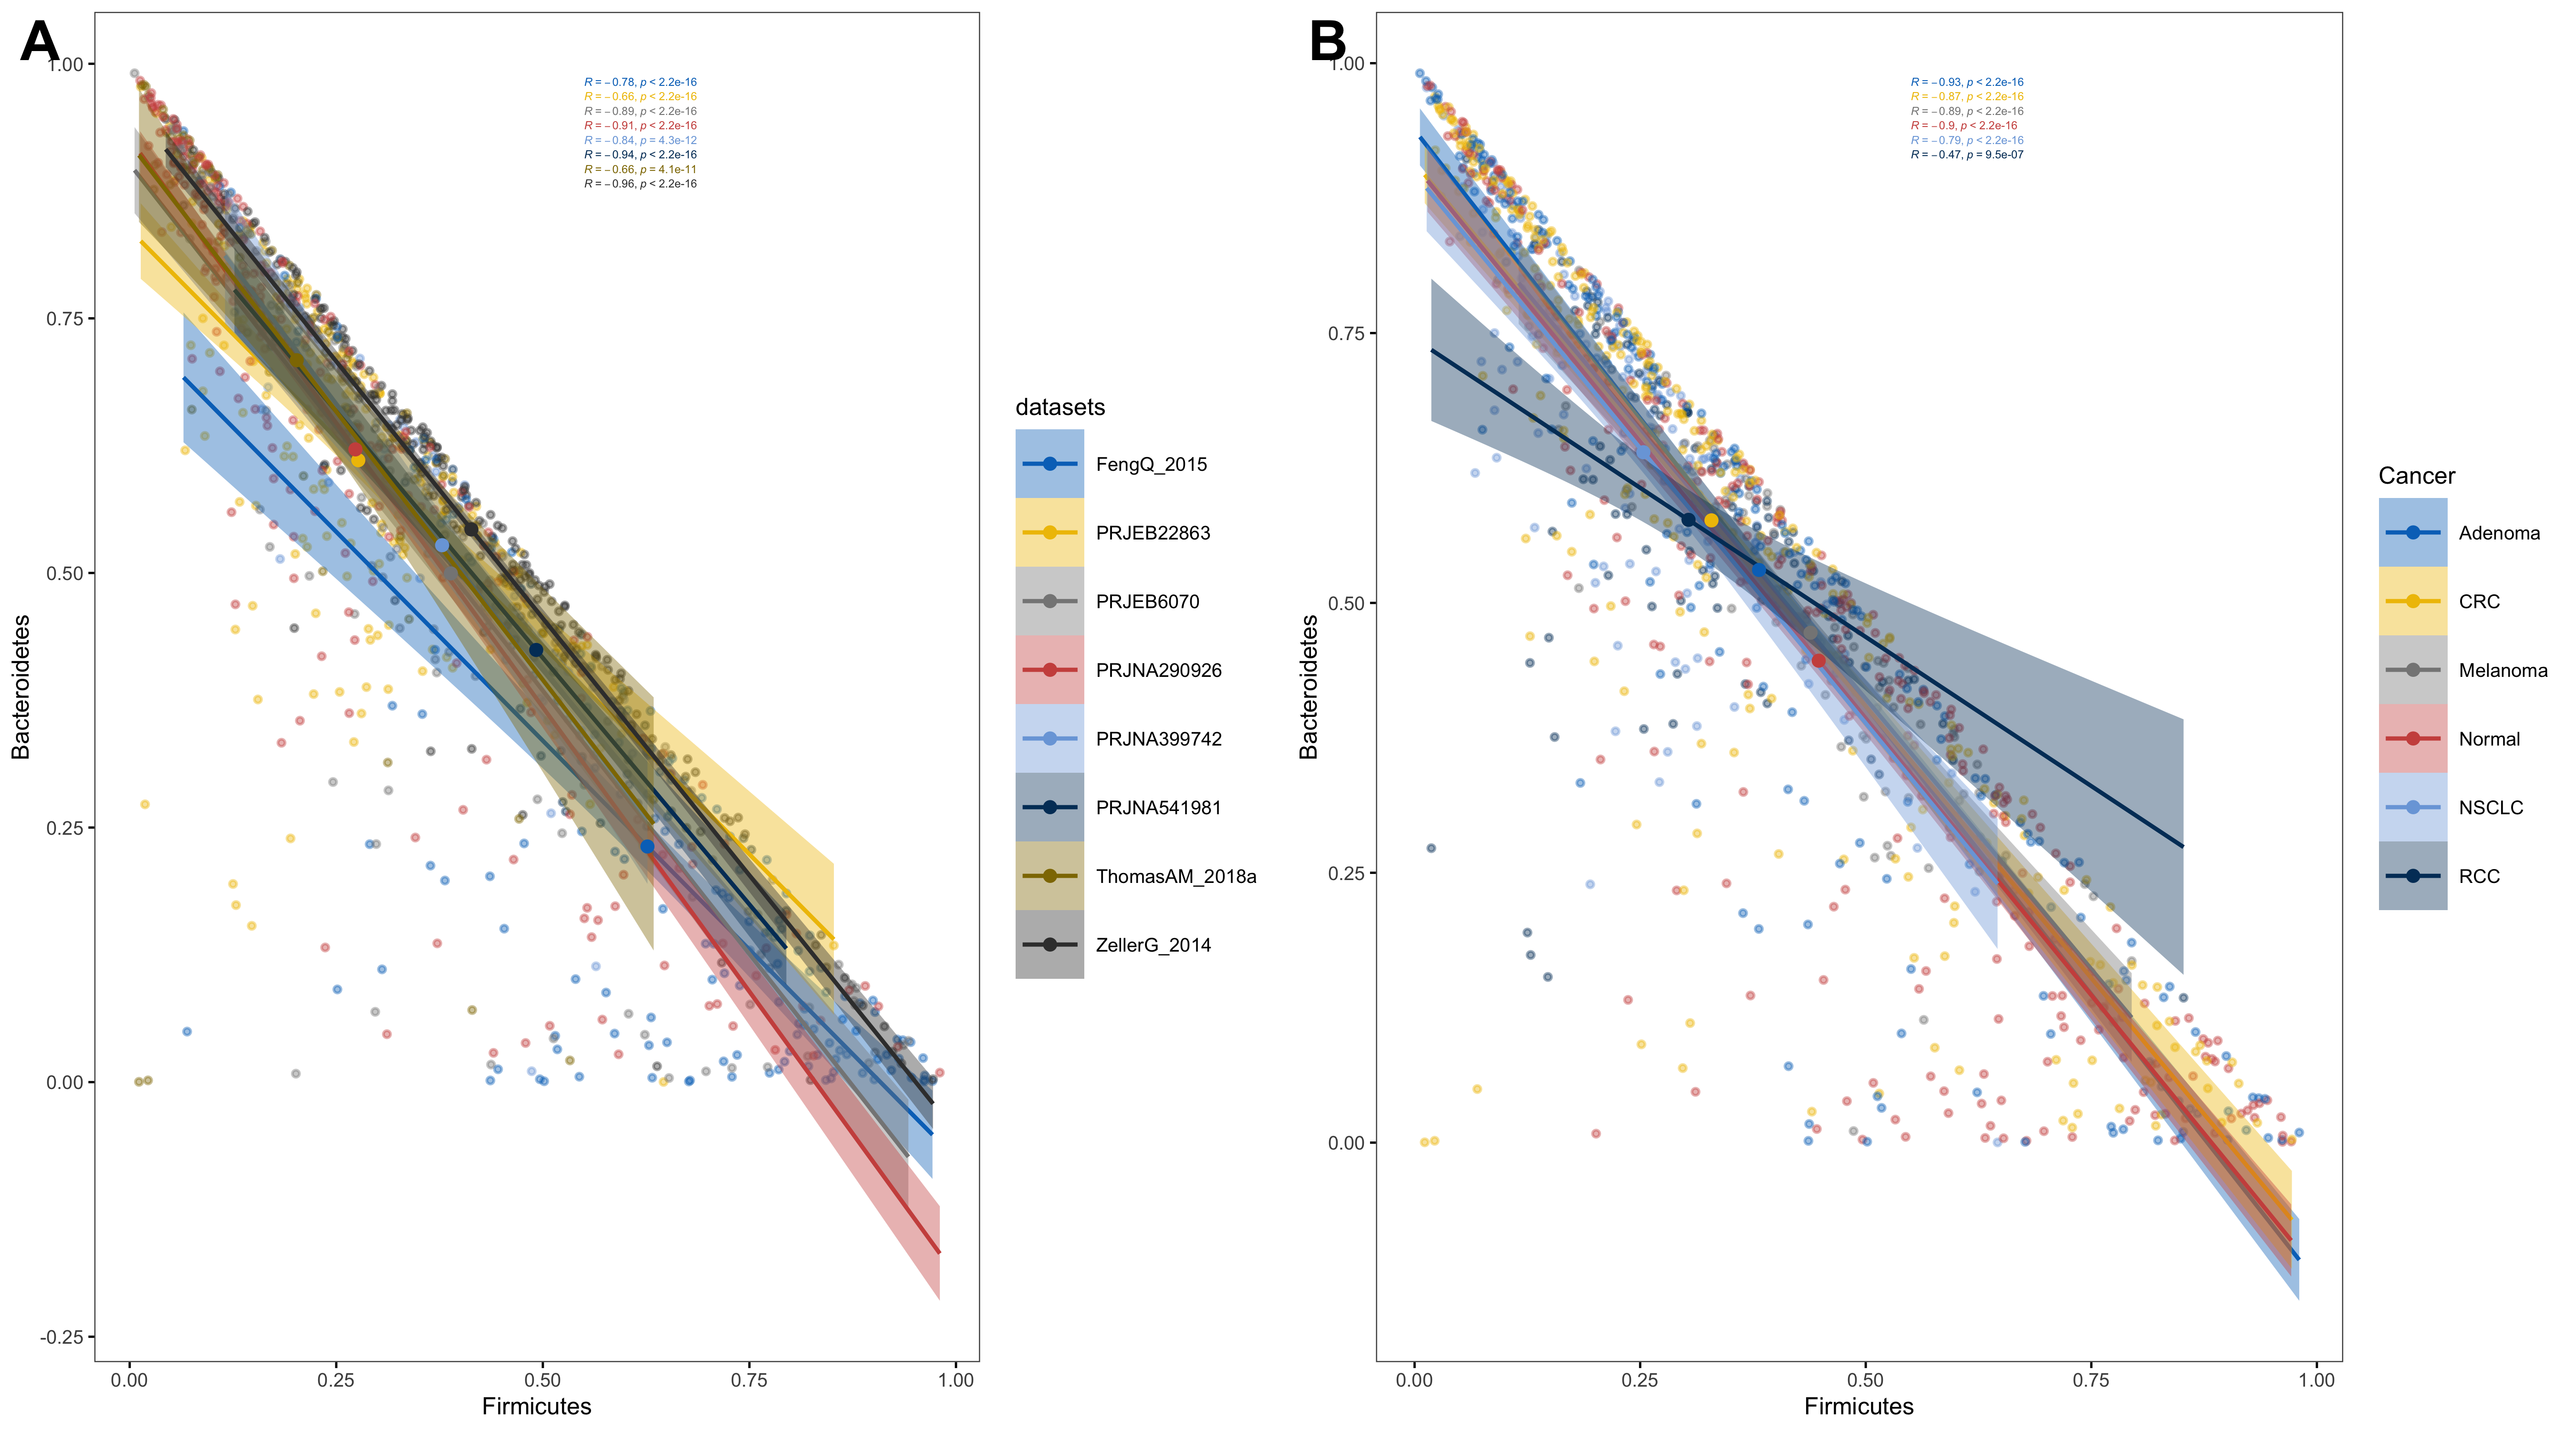 A
1.00
0.75
0.50
0.25
0.00
-0.25
Bacteroidetes
R = −0.78, p < 2.2e-16
R = −0.66, p < 2.2e-16
R = −0.89, p < 2.2e-16
R = −0.91, p < 2.2e-16
R = −0.84, p = 4.3e-12
R = −0.94, p < 2.2e-16
R = −0.66, p = 4.1e-11
R = −0.96, p < 2.2e-16
0.00 0.25 0.50 0.75 1.00
Firmicutes
datasets
FengQ_2015
PRJEB22863
PRJEB6070
PRJNA290926
PRJNA399742
PRJNA541981
ThomasAM_2018a
ZellerG_2014
B
1.00
0.75
0.50
0.25
0.00
Bacteroidetes
R = −0.93, p < 2.2e-16
R = −0.87, p < 2.2e-16
R = −0.89, p < 2.2e-16
R = −0.9, p < 2.2e-16
R = −0.79, p < 2.2e-16
R = −0.47, p = 9.5e-07
0.00 0.25 0.50 0.75 1.00
Firmicutes
Cancer
Adenoma
CRC
Melanoma
Normal
NSCLC
RCC